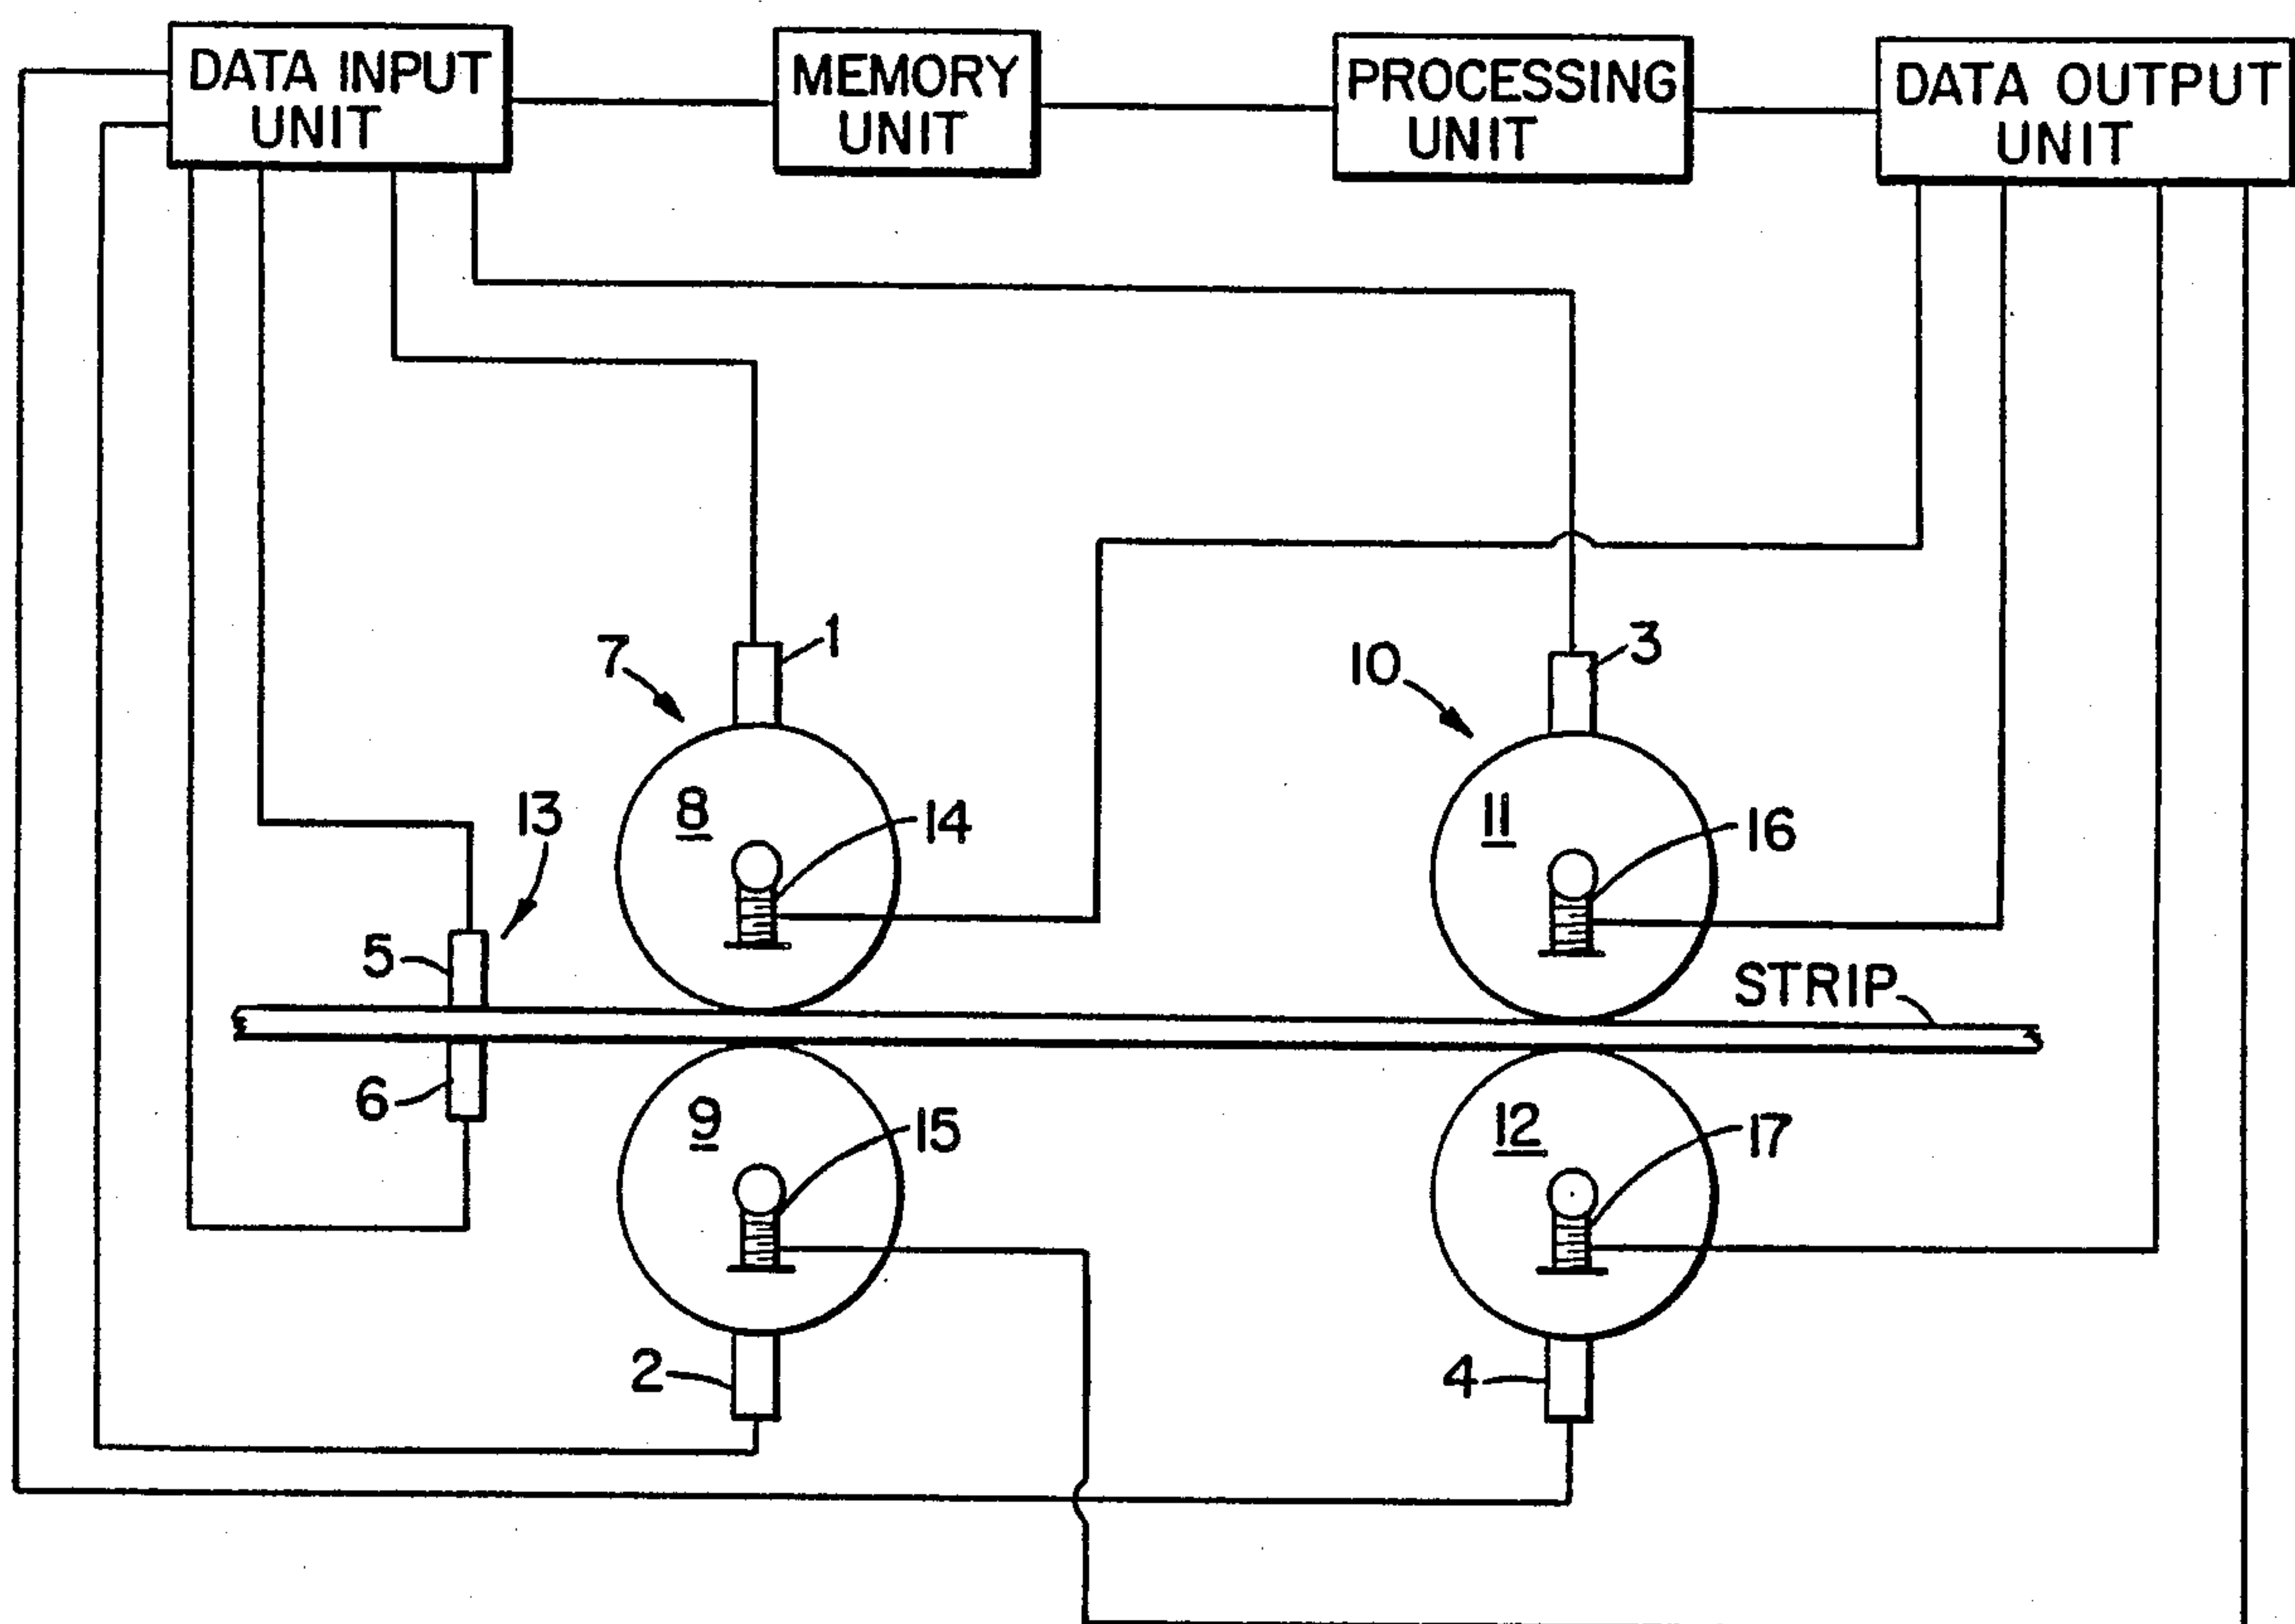 DATA INPUT
UNIT
MEMORY
UNIT
PROCESSING
UNIT
DATA OUTPUT
UNIT
1
7
3
10
8
14
13
11
16
5
STRIP
6
9
15
12
17
2
4